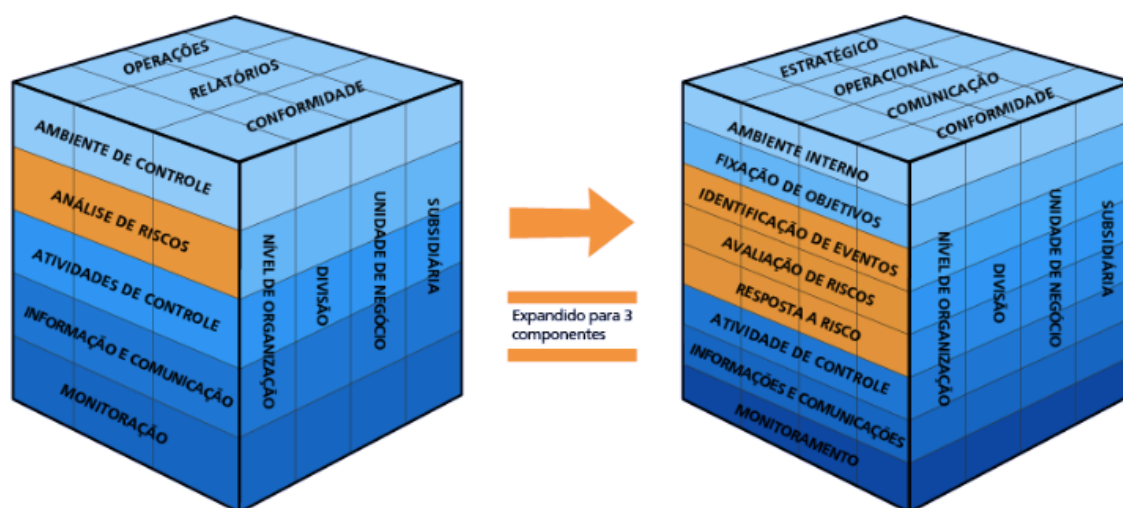 OPERAÇÕES
RELATÓRIOS
CONFORMIDADE
AMBIENTE DE CONTROLE
ANÁLISE DE RISCOS
ATIVIDADES DE CONTROLE
INFORMAÇÃO E COMUNICAÇÃO
MONITORAÇÃO
NÍVEL DE ORGANIZAÇÃO
DIVISÃO
UNIDADE DE NEGÓCIO
SUBSIDIÁRIA
Expandido para 3
componentes
ESTRATÉGICO
OPERACIONAL
COMUNICAÇÃO
CONFORMIDADE
AMBIENTE INTERNO
FIXAÇÃO DE OBJETIVOS
IDENTIFICAÇÃO DE EVENTOS
AVALIAÇÃO DE RISCOS
RESPOSTA A RISCO
ATIVIDADE DE CONTROLE
INFORMAÇÕES E COMUNICAÇÕES
MONITORAMENTO
NÍVEL DE ORGANIZAÇÃO
DIVISÃO
UNIDADE DE NEGÓCIO
SUBSIDIÁRIA